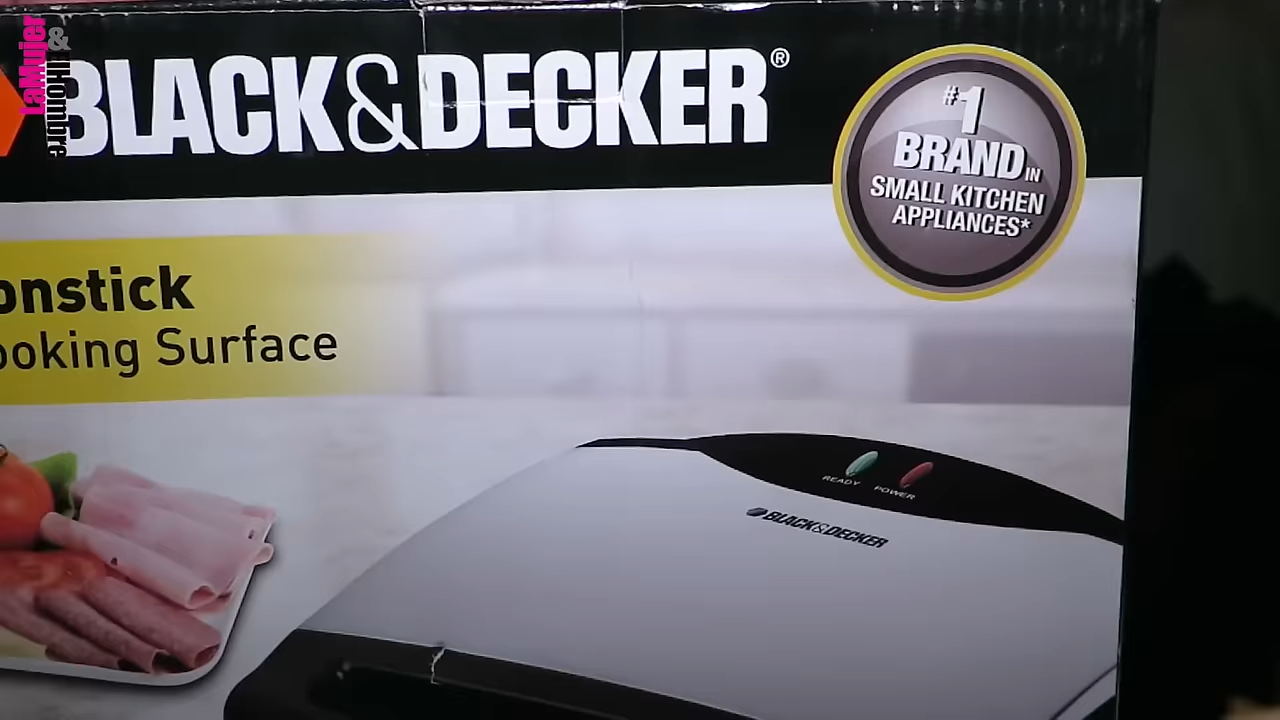 LaMujer
&
ElHombre
BLACK&DECKER®
#1
BRAND IN
SMALL KITCHEN
APPLIANCES*
onstick
ooking Surface
READY POWER
BLACK&DECKER